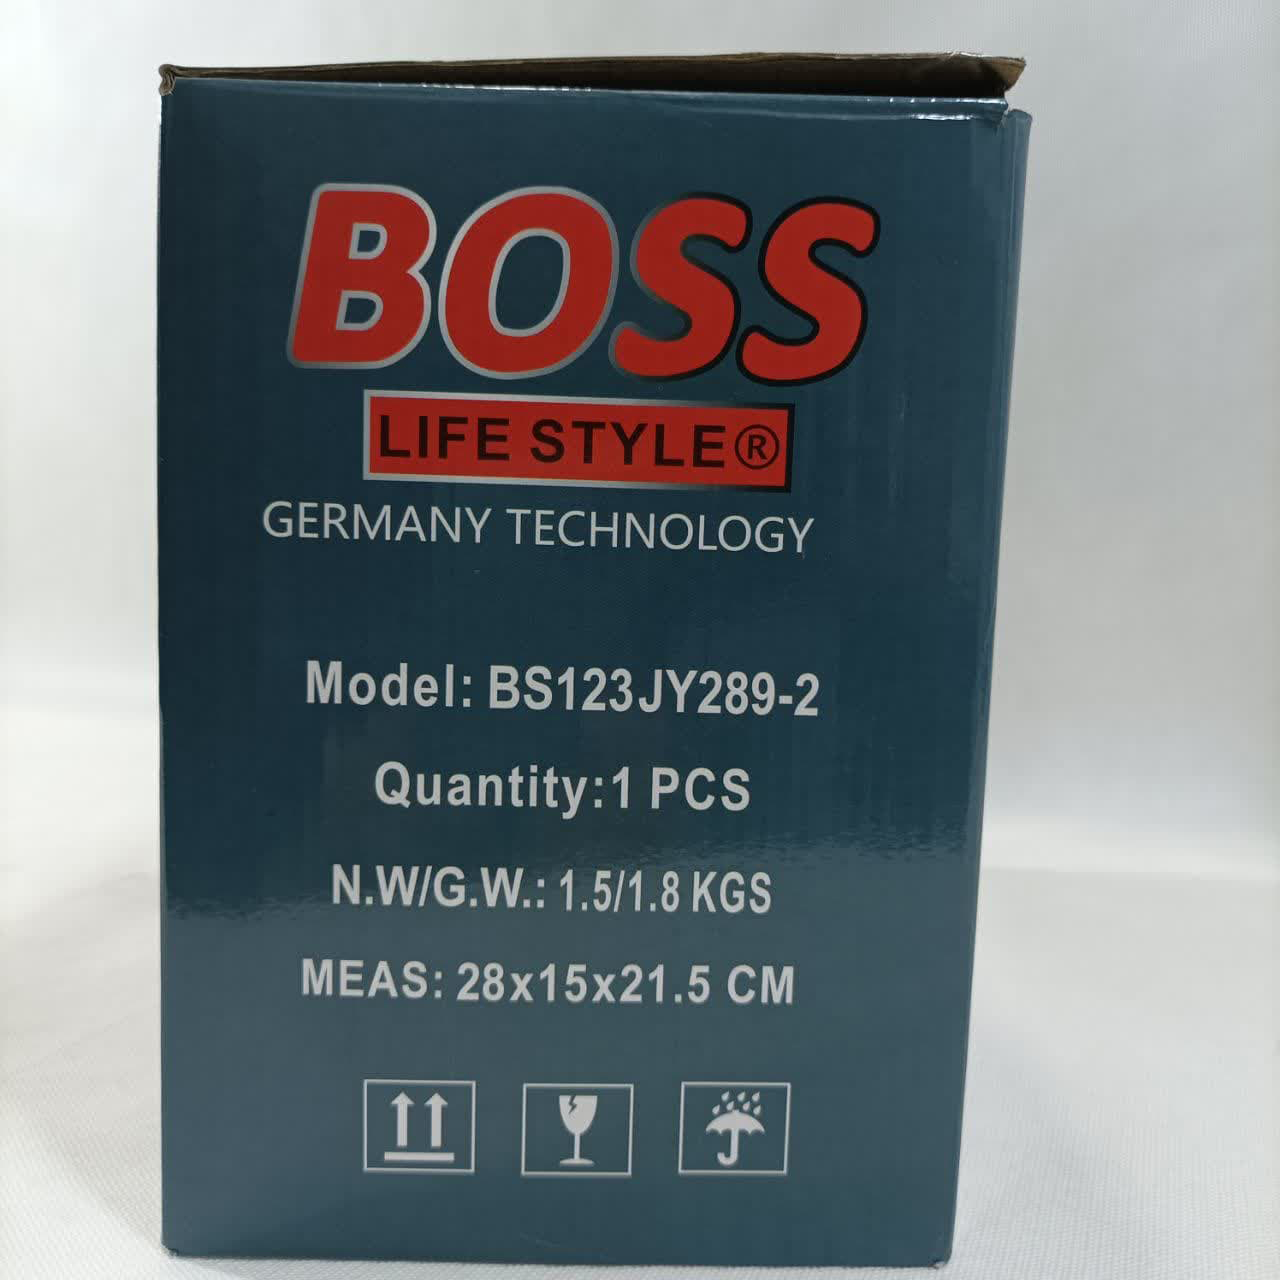 BOSS
LIFE STYLE®
GERMANY TECHNOLOGY
Model: BS123JY289-2
Quantity:1 PCS
N.W/G.W.: 1.5/1.8 KGS
MEAS: 28x15x21.5 CM